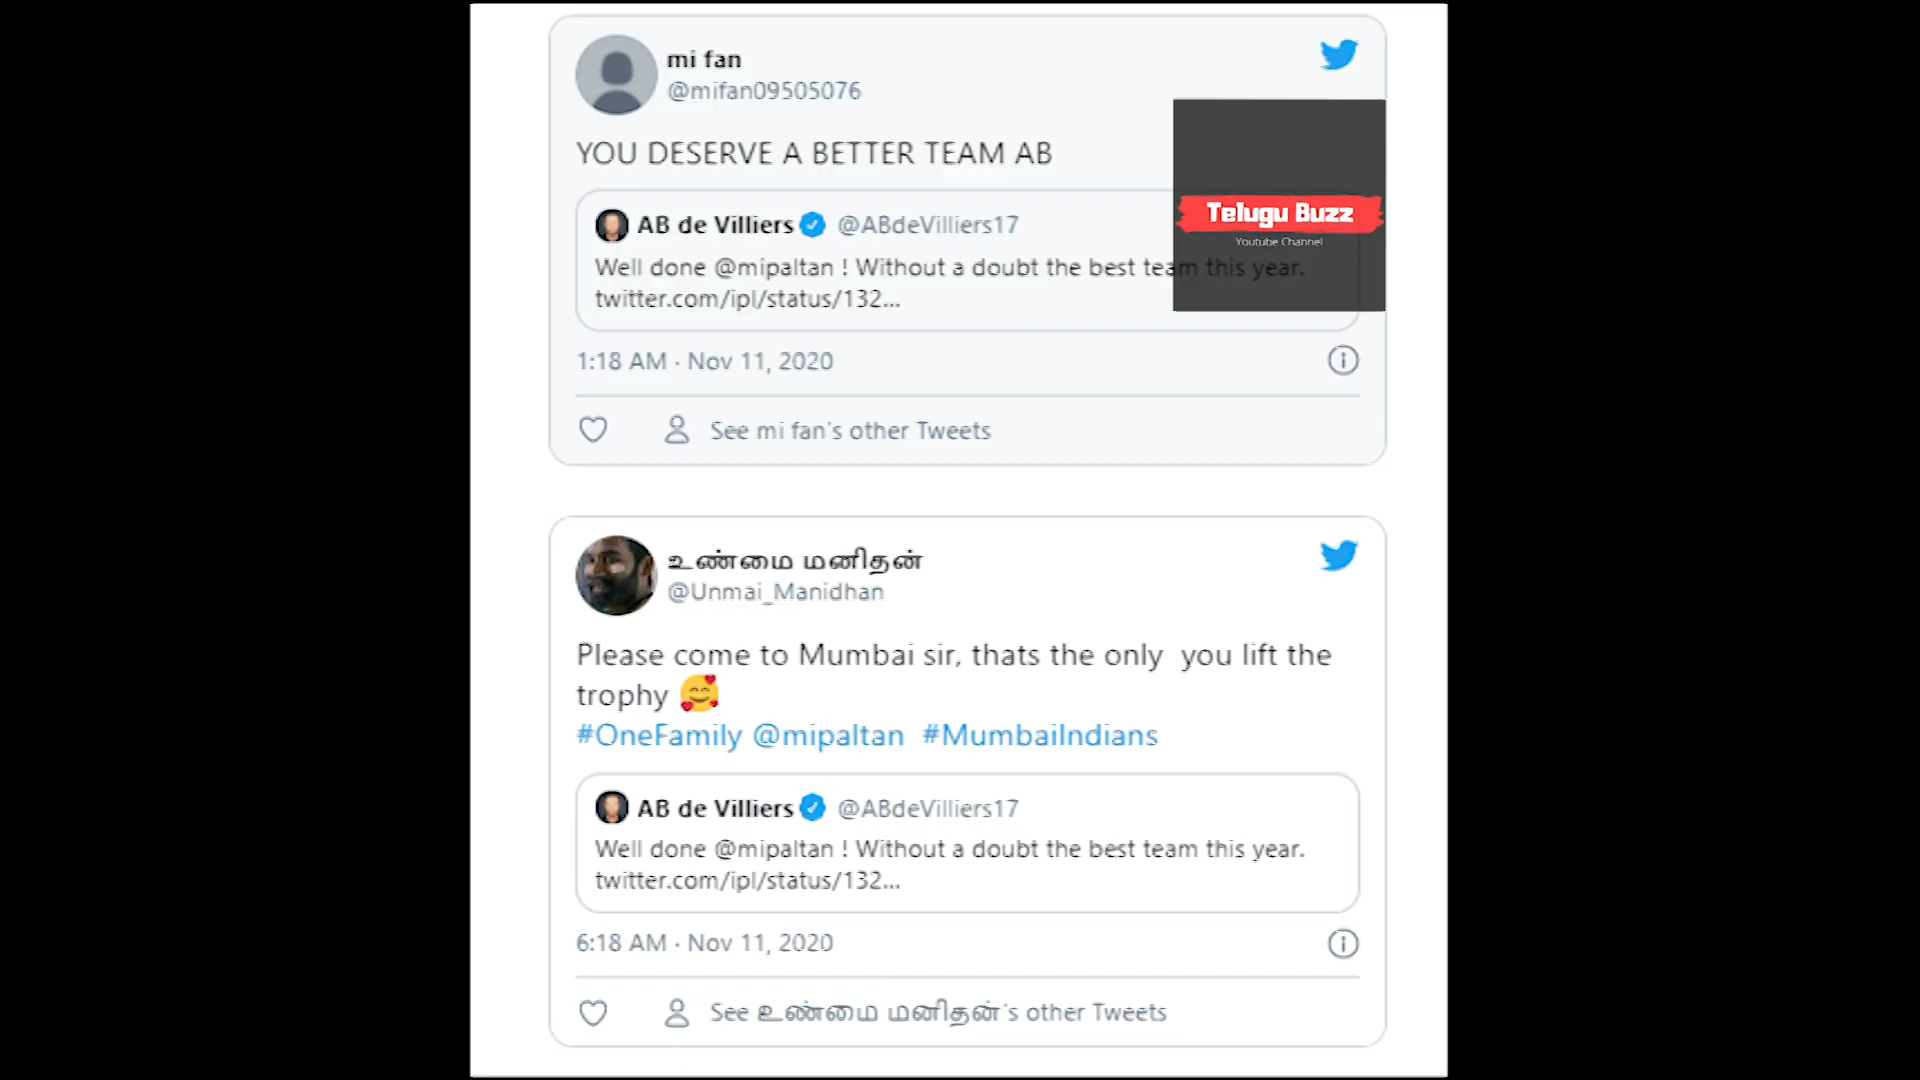 mi fan
@mifan09505076
YOU DESERVE A BETTER TEAM AB
AB de Villiers @ABdeVilliers17
Well done @mipaltan ! Without a doubt the best team this year.
twitter.com/ipl/status/132...
Telugu Buzz
Youtube Channel
1:18 AM · Nov 11, 2020
See mi fan's other Tweets
உண்மை மனிதன்
@Unmai_Manidhan
Please come to Mumbai sir, thats the only you lift the
trophy 🥰
#OneFamily @mipaltan #MumbaiIndians
AB de Villiers @ABdeVilliers17
Well done @mipaltan ! Without a doubt the best team this year.
twitter.com/ipl/status/132...
6:18 AM · Nov 11, 2020
See உண்மை மனிதன்'s other Tweets